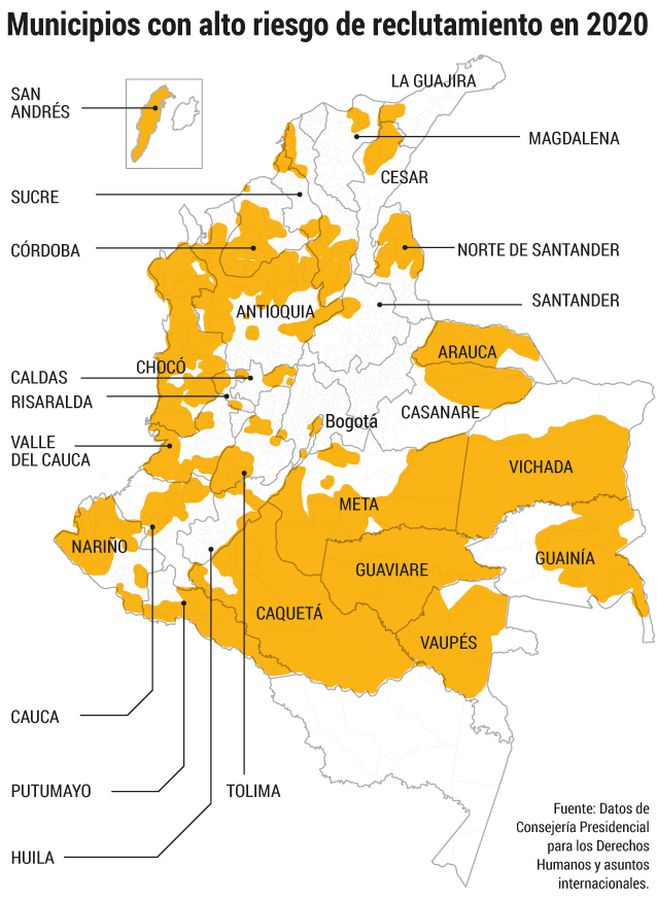 Municipios con alto riesgo de reclutamiento en 2020
LA GUAJIRA
SAN
ANDRÉS
MAGDALENA
CESAR
SUCRE
CÓRDOBA
NORTE DE SANTANDER
SANTANDER
ANTIOQUIA
ARAUCA
CHOCÓ
CALDAS
RISARALDA
CASANARE
Bogotá
VALLE
DEL CAUCA
VICHADA
META
NARIÑO
GUAINÍA
GUAVIARE
CAQUETÁ
VAUPÉS
CAUCA
PUTUMAYO
TOLIMA
HUILA
Fuente: Datos de
Consejería Presidencial
para los Derechos
Humanos y asuntos
internacionales.